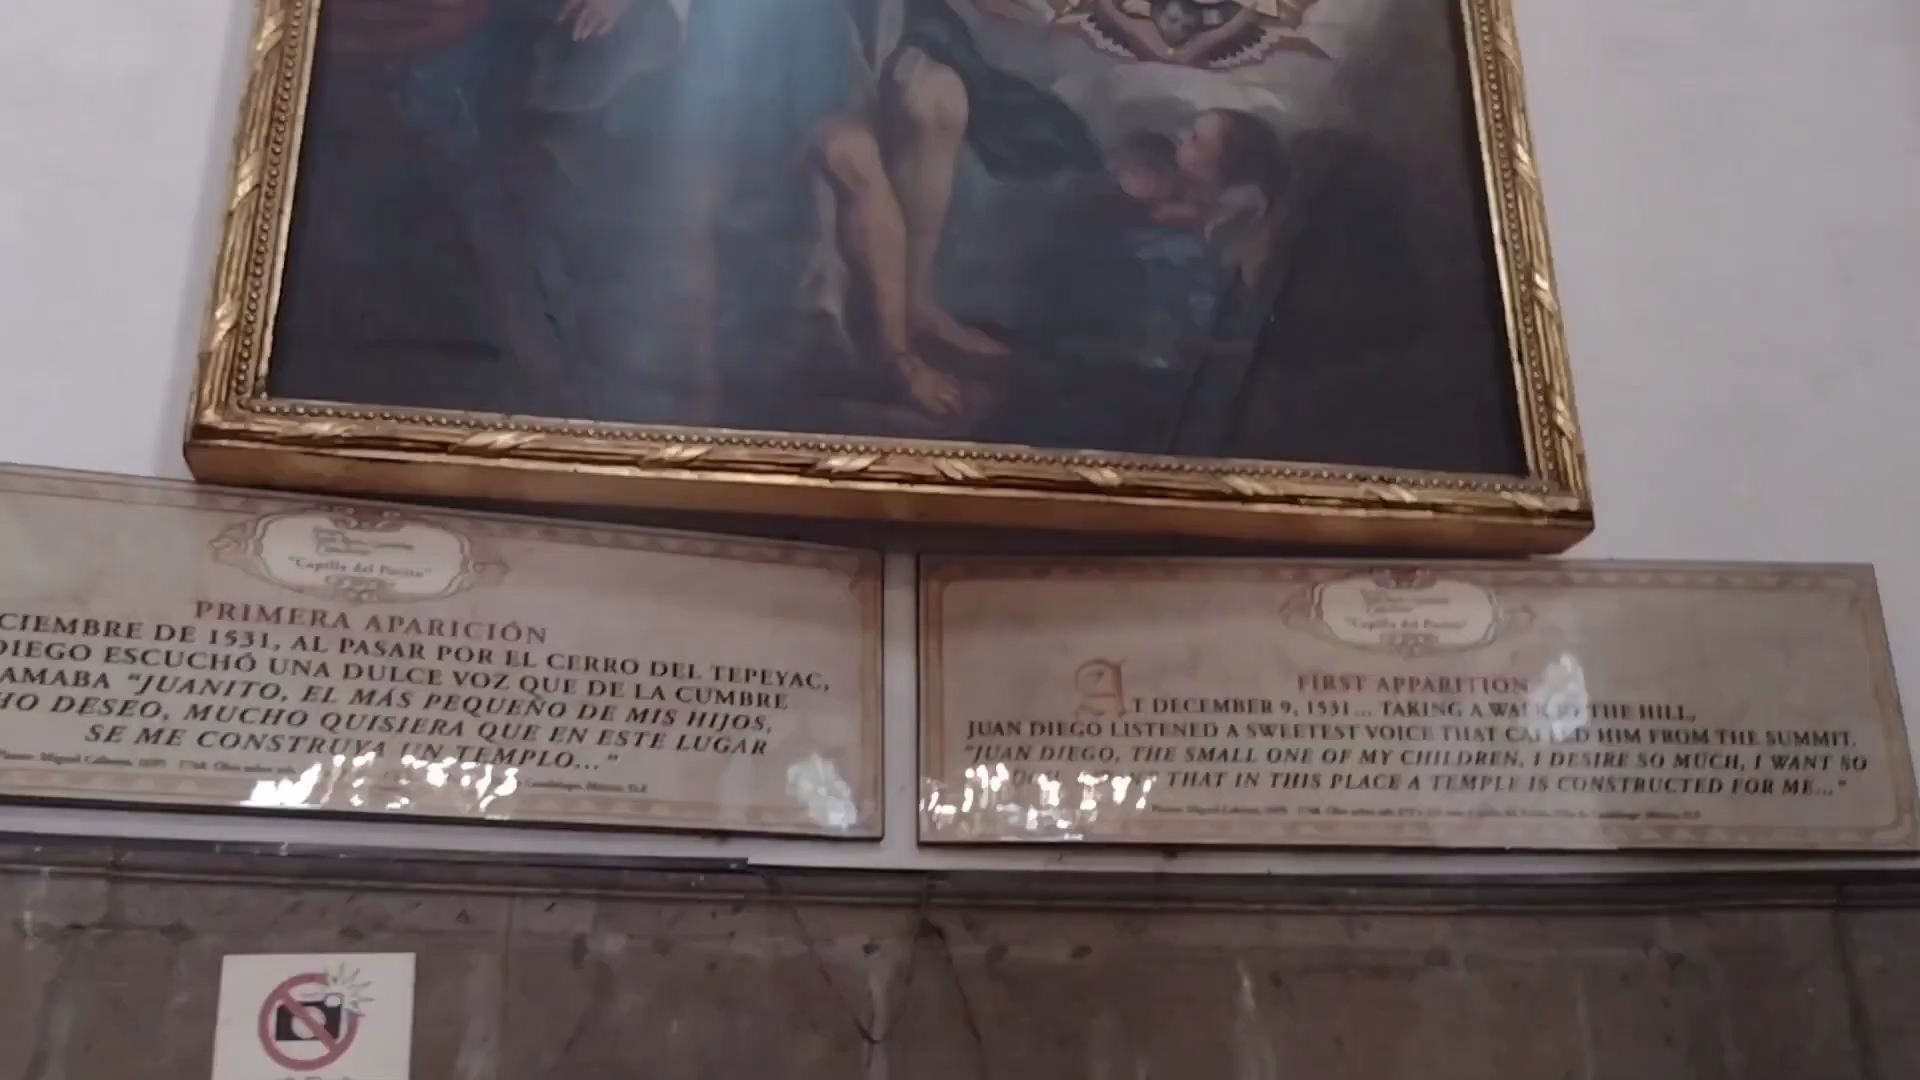 "Capilla del Pocito"
PRIMERA APARICIÓN
CIEMBRE DE 1531, AL PASAR POR EL CERRO DEL TEPEYAC,
DIEGO ESCUCHÓ UNA DULCE VOZ QUE DE LA CUMBRE
AMABA "JUANITO, EL MÁS PEQUEÑO DE MIS HIJOS,
HO DESEO, MUCHO QUISIERA QUE EN ESTE LUGAR
SE ME CONSTRUYA UN TEMPLO..."
"Capilla del Pocito"
FIRST APPARITION
AT DECEMBER 9, 1531... TAKING A THE HILL,
JUAN DIEGO LISTENED A SWEETEST VOICE THAT HIM FROM THE SUMMIT,
"JUAN DIEGO, THE SMALL ONE OF MY CHILDREN, I DESIRE SO MUCH, I WANT SO
THAT IN THIS PLACE A TEMPLE IS CONSTRUCTED FOR ME..."